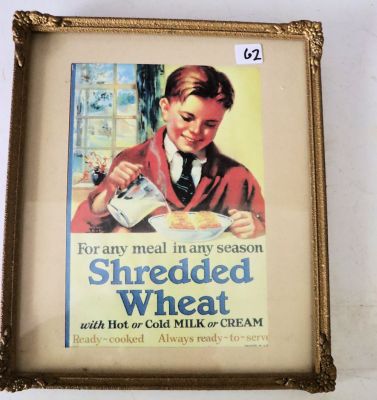 62
For any meal in any season
Shredded
Wheat
with Hot or Cold MILK or CREAM
Ready-cooked Always ready-to-serve